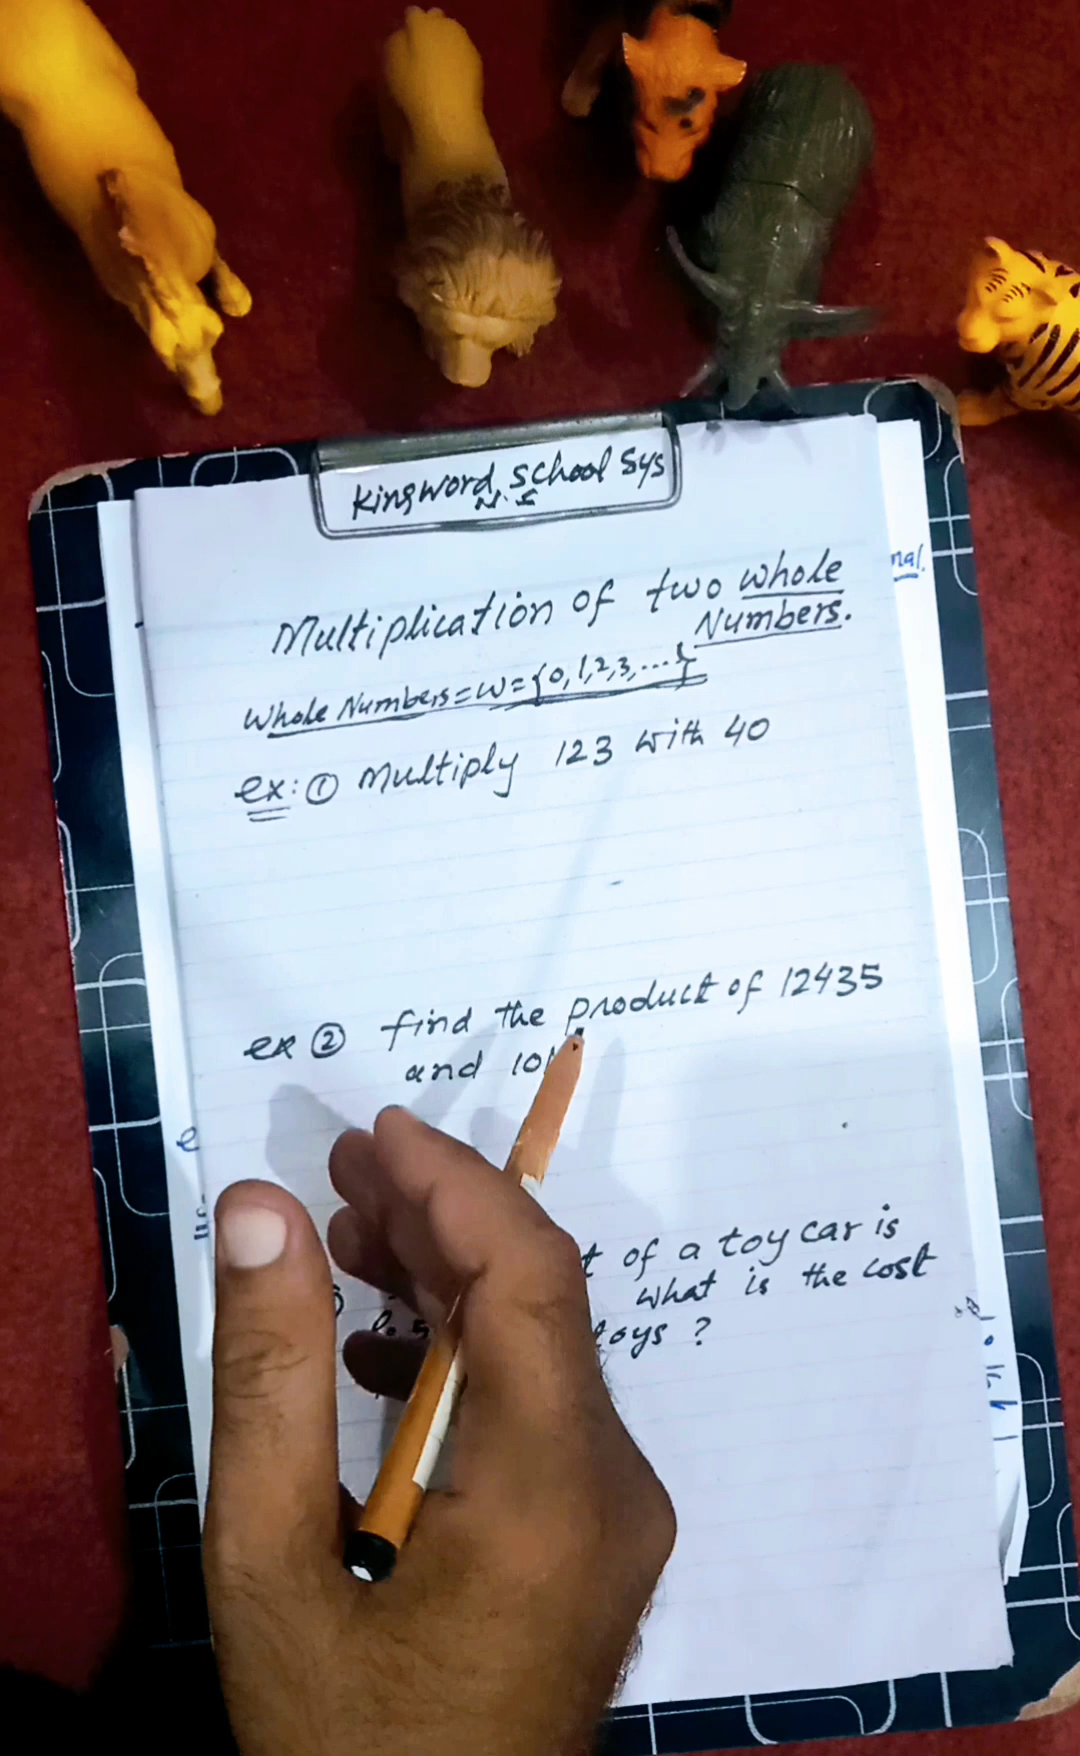 Kingword School Sys
N. S
Multiplication of two whole
Numbers.
Whole Numbers = W = {0,1,2,3,...}
ex: ① Multiply 123 with 40
ex ② find the product of 12435
and
of a toy car is
what is the cost
toys ?